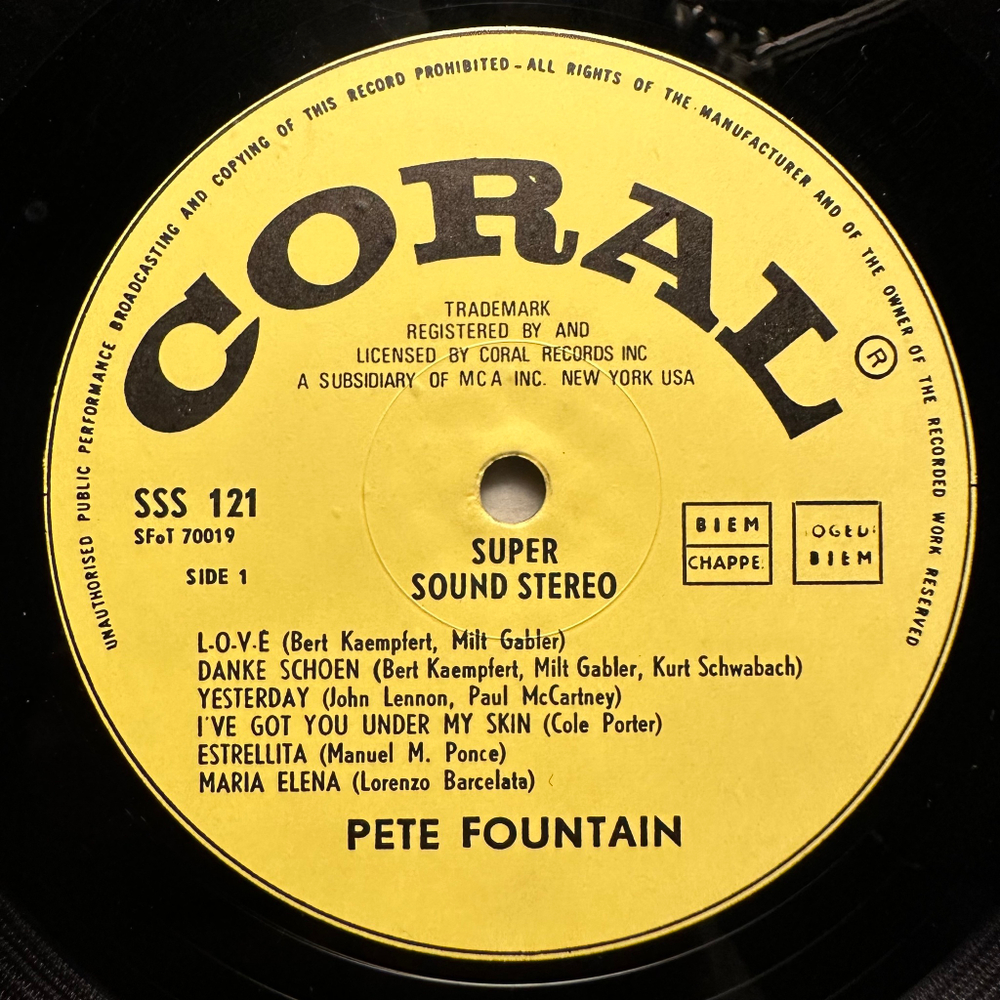 UNAUTHORISED PUBLIC PERFORMANCE BROADCASTING AND COPYING OF THIS RECORD PROHIBITED - ALL RIGHTS OF THE MANUFACTURER AND OF THE OWNER OF THE RECORDED WORK RESERVED
CORAL ®
TRADEMARK
REGISTERED BY AND
LICENSED BY CORAL RECORDS INC
A SUBSIDIARY OF MCA INC. NEW YORK USA
SSS 121
SFoT 70019
SIDE 1
SUPER
SOUND STEREO
BIEM
CHAPPE
OGED
BIEM
L-O-V-E (Bert Kaempfert, Milt Gabler)
DANKE SCHOEN (Bert Kaempfert, Milt Gabler, Kurt Schwabach)
YESTERDAY (John Lennon, Paul McCartney)
I'VE GOT YOU UNDER MY SKIN (Cole Porter)
ESTRELLITA (Manuel M. Ponce)
MARIA ELENA (Lorenzo Barcelata)
PETE FOUNTAIN